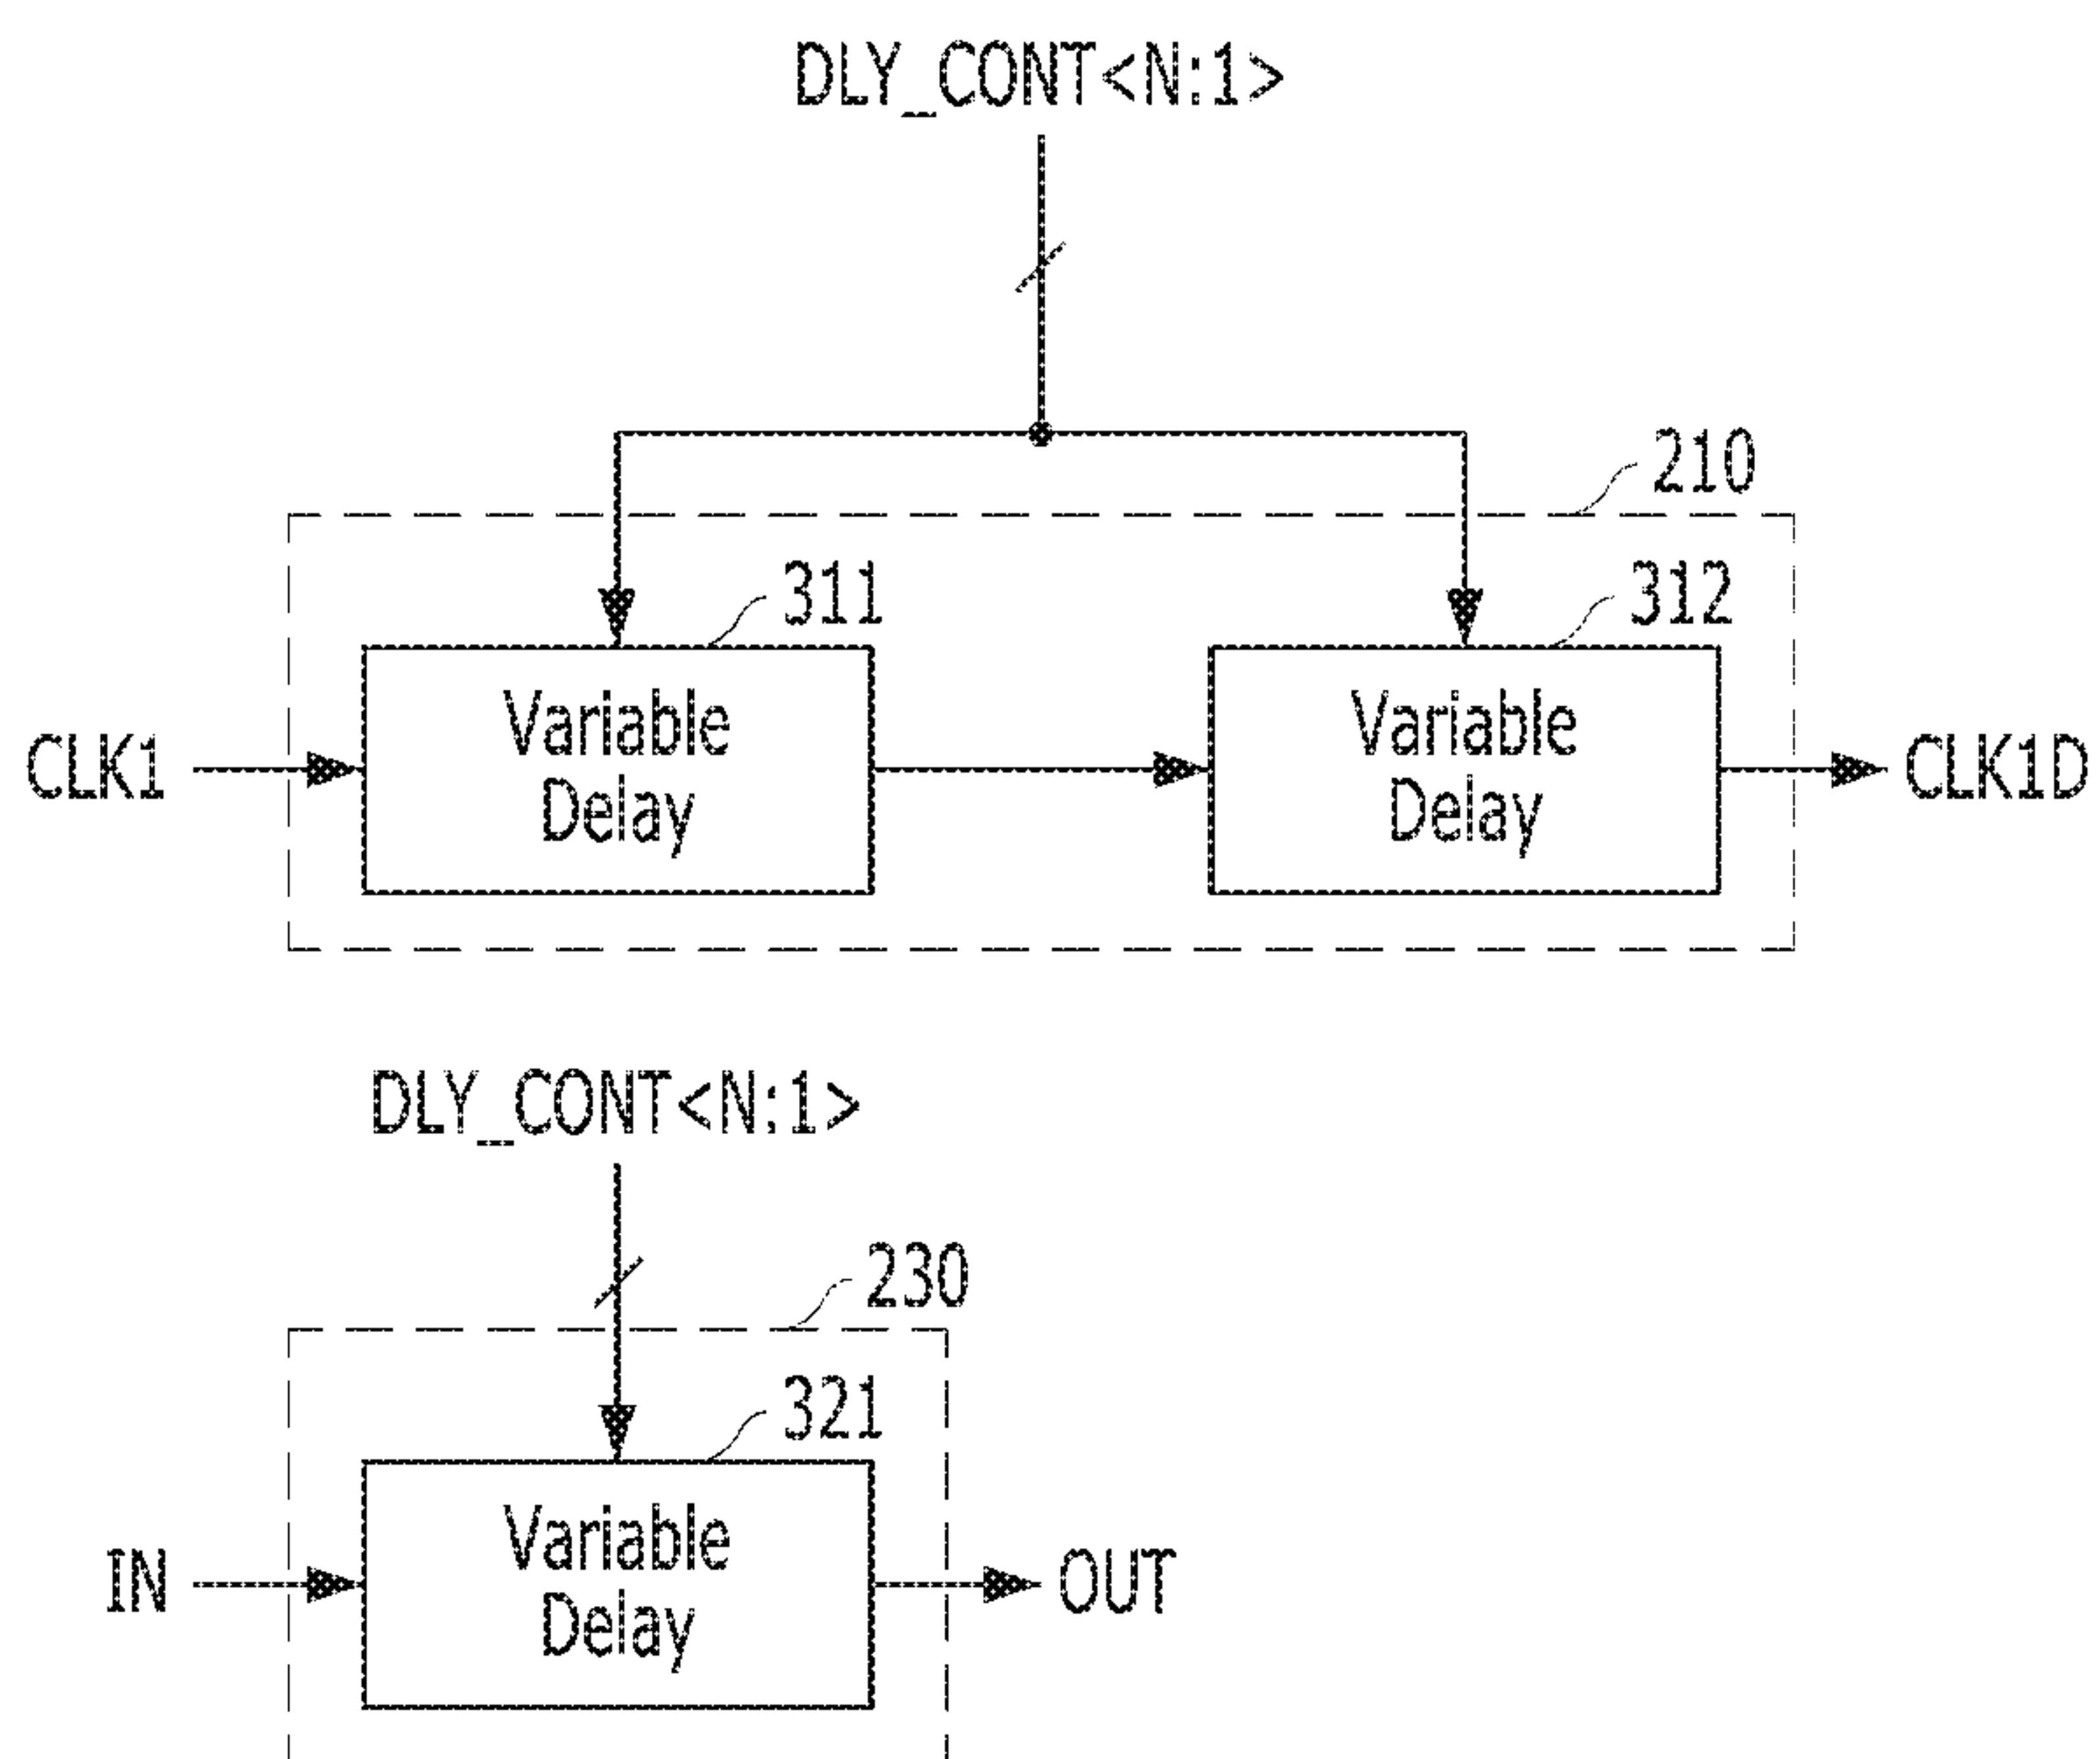 DLY_CONT<N:1>
210
311
312
Variable
Delay
Variable
Delay
CLK1
CLK1D
DLY_CONT<N:1>
230
321
Variable
Delay
IN
OUT